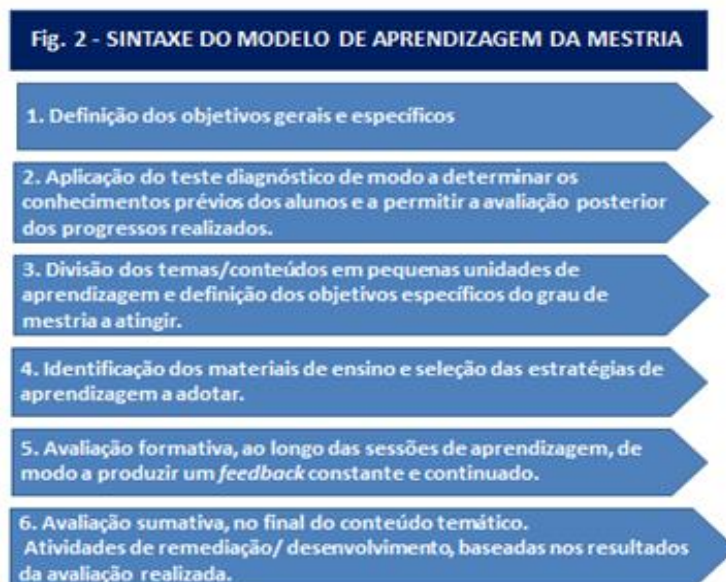 Fig. 2 - SINTAXE DO MODELO DE APRENDIZAGEM DA MESTRIA
1. Definição dos objetivos gerais e específicos
2. Aplicação do teste diagnóstico de modo a determinar os
conhecimentos prévios dos alunos e a permitir a avaliação posterior
dos progressos realizados.
3. Divisão dos temas/conteúdos em pequenas unidades de
aprendizagem e definição dos objetivos específicos do grau de
mestria a atingir.
4. Identificação dos materiais de ensino e seleção das estratégias de
aprendizagem a adotar.
5. Avaliação formativa, ao longo das sessões de aprendizagem, de
modo a produzir um feedback constante e continuado.
6. Avaliação sumativa, no final do conteúdo temático.
Atividades de remediação/ desenvolvimento, baseadas nos resultados
da avaliação realizada.